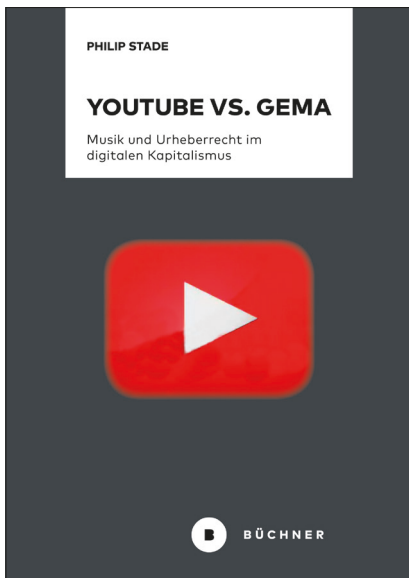 PHILIP STADE
YOUTUBE VS. GEMA
Musik und Urheberrecht im
digitalen Kapitalismus
B BÜCHNER